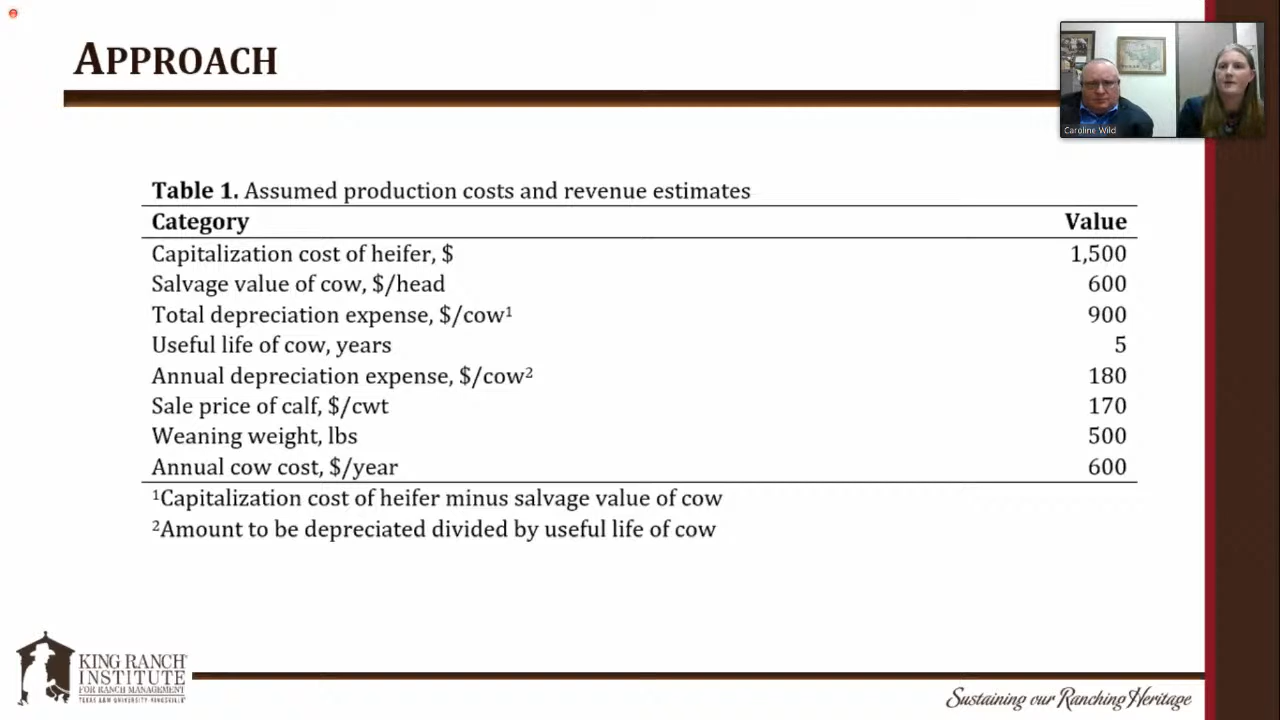 APPROACH
Caroline Wild
Table 1. Assumed production costs and revenue estimates
Category Value
Capitalization cost of heifer, $ 1,500
Salvage value of cow, $/head 600
Total depreciation expense, $/cow¹ 900
Useful life of cow, years 5
Annual depreciation expense, $/cow² 180
Sale price of calf, $/cwt 170
Weaning weight, lbs 500
Annual cow cost, $/year 600
¹Capitalization cost of heifer minus salvage value of cow
²Amount to be depreciated divided by useful life of cow
KING RANCH
INSTITUTE
FOR RANCH MANAGEMENT
TEXAS A&M UNIVERSITY-KINGSVILLE
Sustaining our Ranching Heritage